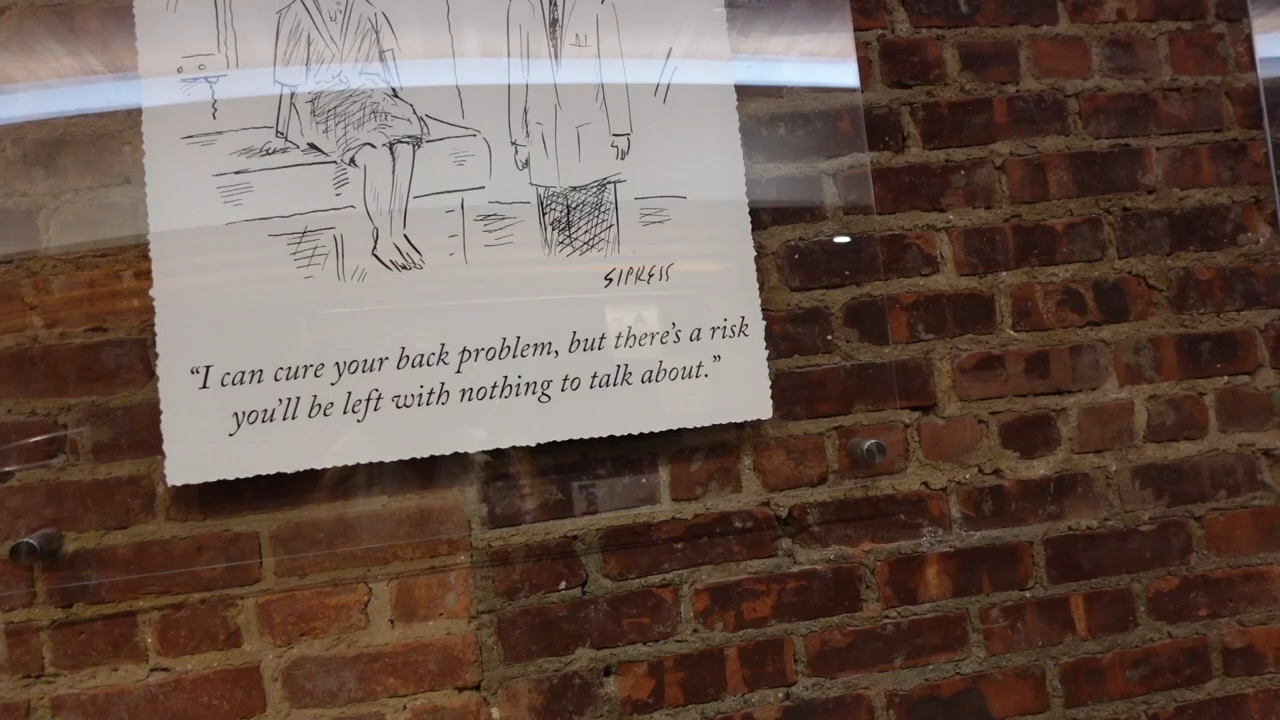 SIPRESS
“I can cure your back problem, but there’s a risk
you’ll be left with nothing to talk about.”